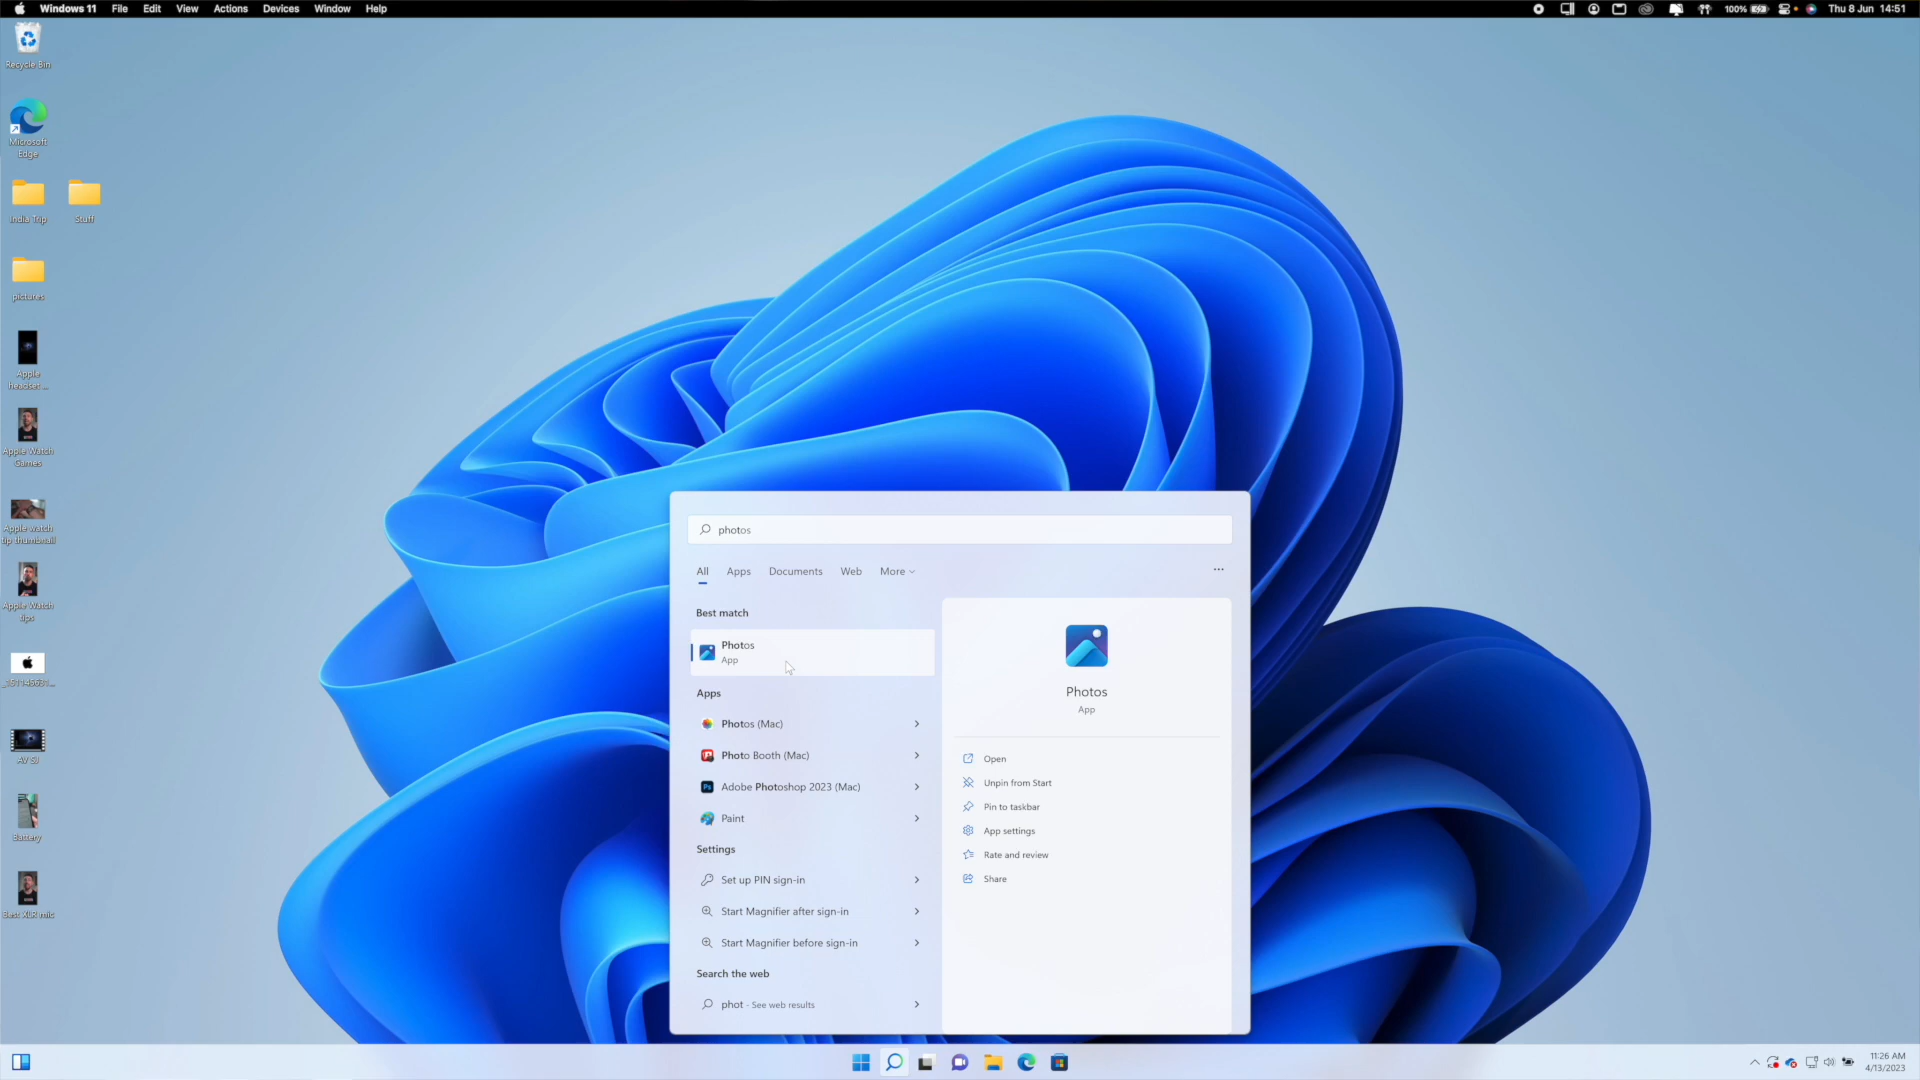 Windows 11 File Edit View Actions Devices Window Help
100% Thu 8 Jun 14:51
Recycle Bin
Microsoft
Edge
India Trip
Stuff
pictures
Apple
headset ...
Apple Watch
Games
Apple watch
tip thumbnail
Apple Watch
tips
AV SJ
Battery
Best XLR mic
photos
All Apps Documents Web More
Best match
Photos
App
Apps
Photos (Mac)
Photo Booth (Mac)
Adobe Photoshop 2023 (Mac)
Paint
Settings
Set up PIN sign-in
Start Magnifier after sign-in
Start Magnifier before sign-in
Search the web
phot - See web results
Photos
App
Open
Unpin from Start
Pin to taskbar
App settings
Rate and review
Share
11:26 AM
4/13/2023